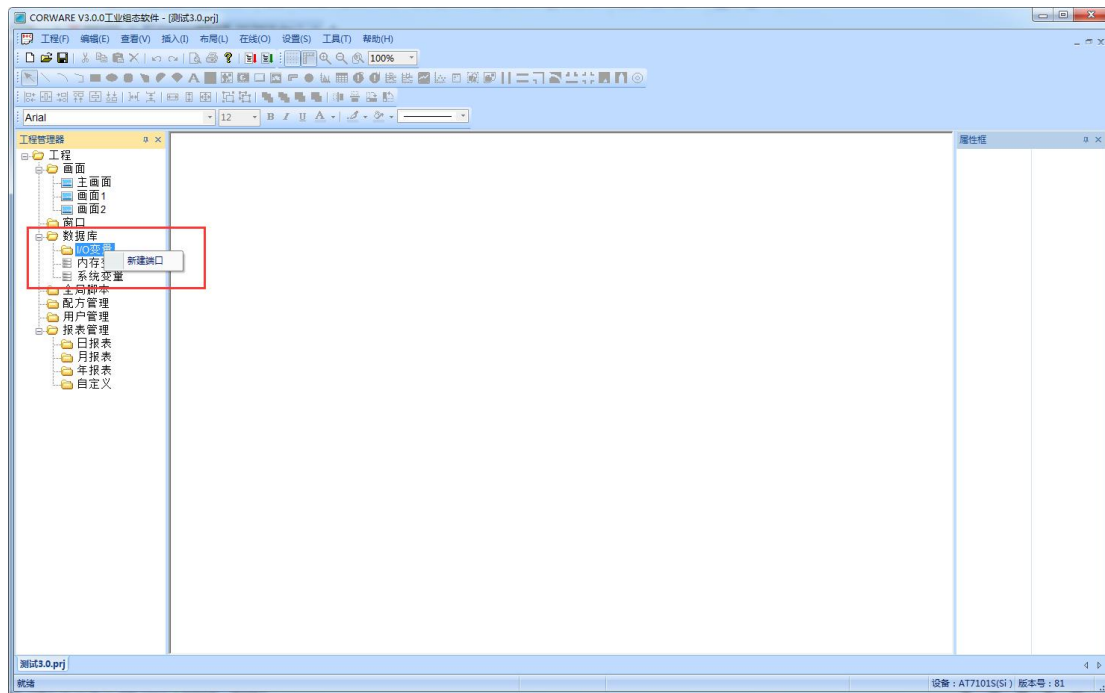 CORWARE V3.0.0工业组态软件 - [测试3.0.prj]
工程(F) 编辑(E) 查看(V) 插入(I) 布局(L) 在线(O) 设置(S) 工具(T) 帮助(H)
100%
Arial 12 B I U A
工程管理器
属性框
工程
画面
主画面
画面1
画面2
窗口
数据库
I/O变量
新建端口
内存
系统变量
全局脚本
配方管理
用户管理
报表管理
日报表
月报表
年报表
自定义
测试3.0.prj
就绪 设备：AT7101S(Si) 版本号：81